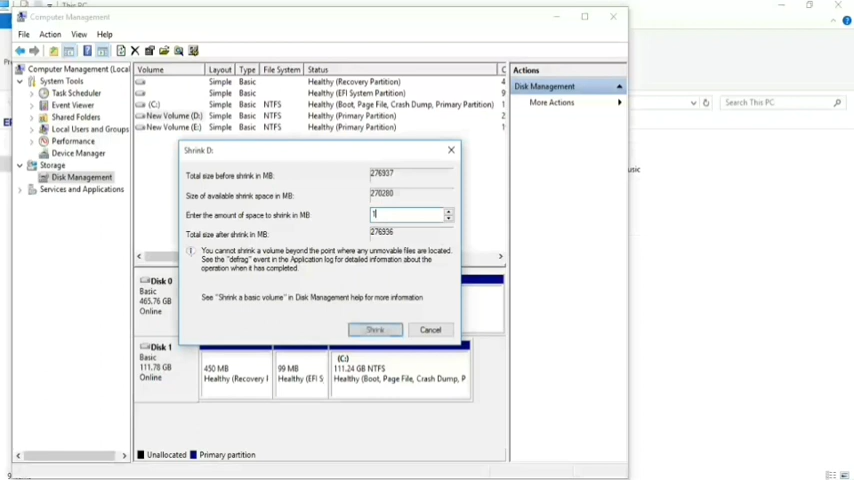 This PC
Computer Management
File Action View Help
Computer Management (Local
System Tools
Task Scheduler
Event Viewer
Shared Folders
Local Users and Groups
Performance
Device Manager
Storage
Disk Management
Services and Applications
Volume Layout Type File System Status C
Simple Basic Healthy (Recovery Partition) 4
Simple Basic Healthy (EFI System Partition) 9
(C:) Simple Basic NTFS Healthy (Boot, Page File, Crash Dump, Primary Partition) 1
New Volume (D:) Simple Basic NTFS Healthy (Primary Partition) 2
New Volume (E:) Simple Basic NTFS Healthy (Primary Partition) 1
Actions
Disk Management
More Actions
Search This PC
Shrink D:
Total size before shrink in MB: 276937
Size of available shrink space in MB: 270280
Enter the amount of space to shrink in MB: 1
Total size after shrink in MB: 276936
You cannot shrink a volume beyond the point where any unmovable files are located.
See the "defrag" event in the Application log for detailed information about the
operation when it has completed.
See "Shrink a basic volume" in Disk Management help for more information
Shrink Cancel
Disk 0
Basic
465.76 GB
Online
Disk 1
Basic
111.78 GB
Online
450 MB
Healthy (Recovery I
99 MB
Healthy (EFI S
(C:)
111.24 GB NTFS
Healthy (Boot, Page File, Crash Dump, P
Unallocated Primary partition
usic